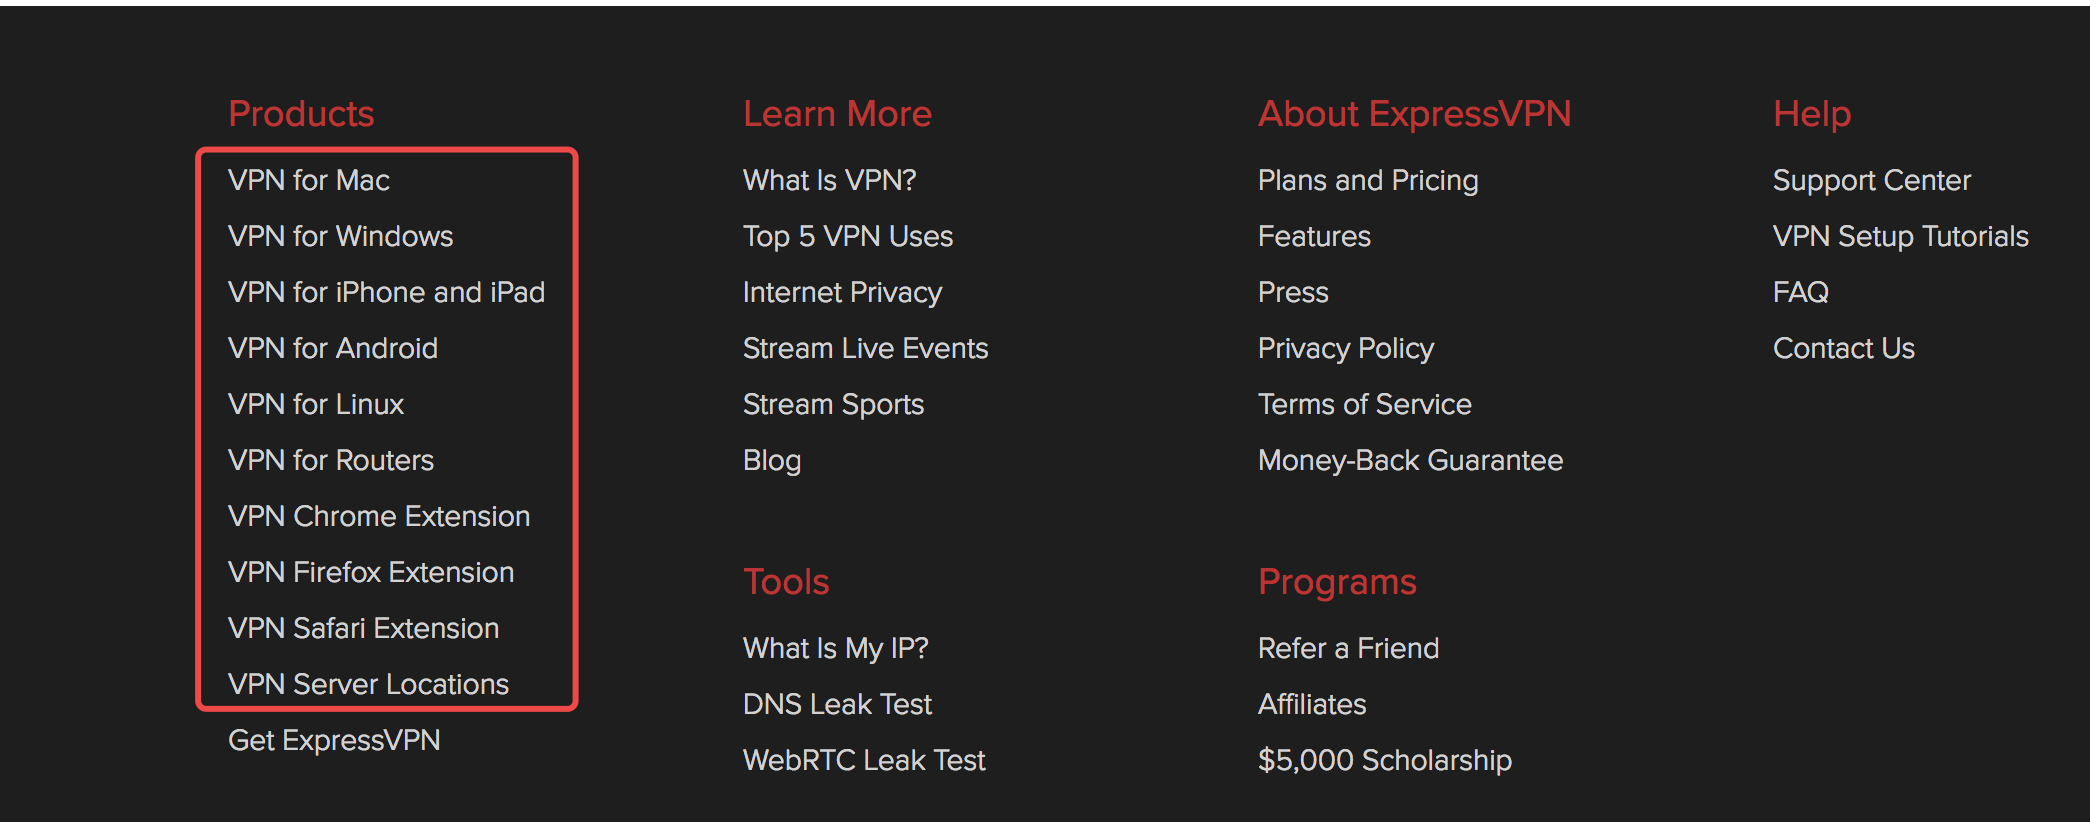 Products
VPN for Mac
VPN for Windows
VPN for iPhone and iPad
VPN for Android
VPN for Linux
VPN for Routers
VPN Chrome Extension
VPN Firefox Extension
VPN Safari Extension
VPN Server Locations
Get ExpressVPN
Learn More
What Is VPN?
Top 5 VPN Uses
Internet Privacy
Stream Live Events
Stream Sports
Blog
Tools
What Is My IP?
DNS Leak Test
WebRTC Leak Test
About ExpressVPN
Plans and Pricing
Features
Press
Privacy Policy
Terms of Service
Money-Back Guarantee
Programs
Refer a Friend
Affiliates
$5,000 Scholarship
Help
Support Center
VPN Setup Tutorials
FAQ
Contact Us